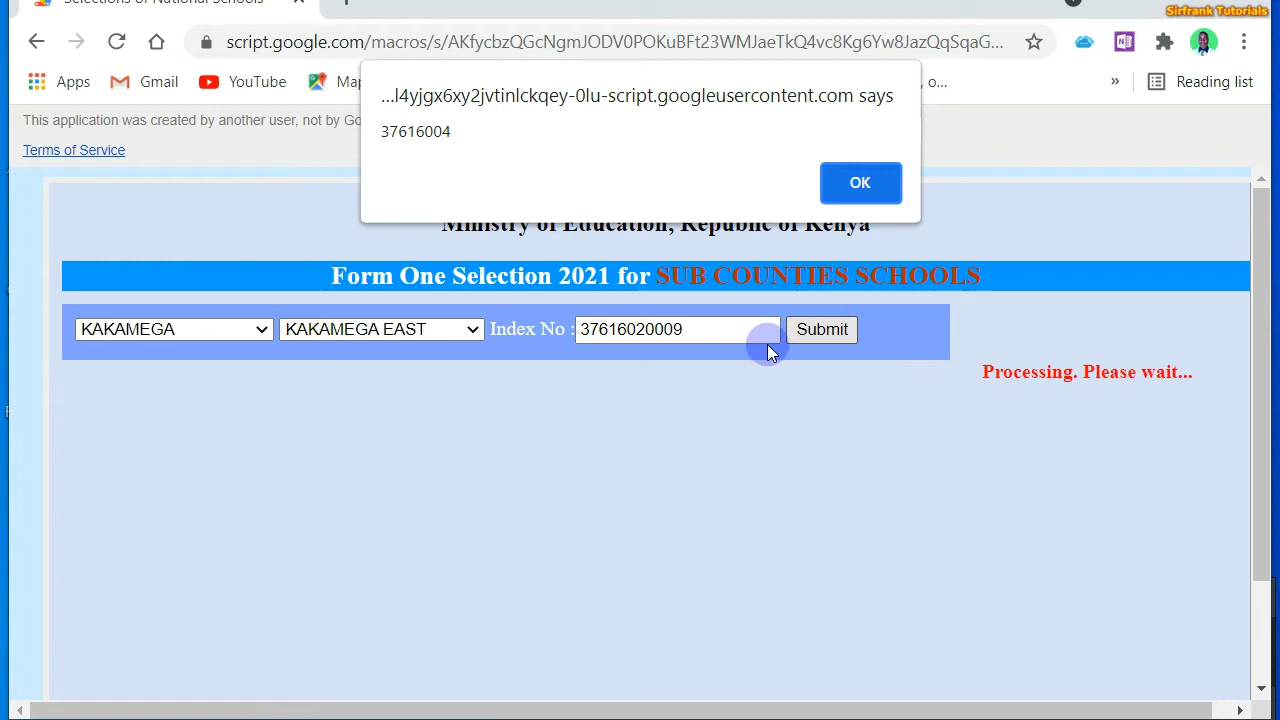 Selections of National Schools
Sirfrank Tutorials
script.google.com/macros/s/AKfycbzQGcNgmJODV0POKuBFt23WMJaeTkQ4vc8Kg6Yw8JazQqSqaG...
Apps Gmail YouTube Map , o... » Reading list
...l4yjgx6xy2jvtinlckqey-0lu-script.googleusercontent.com says
37616004
OK
This application was created by another user, not by Go
Terms of Service
Ministry of Education, Republic of Kenya
Form One Selection 2021 for SUB COUNTIES SCHOOLS
KAKAMEGA KAKAMEGA EAST Index No : 37616020009 Submit
Processing. Please wait...